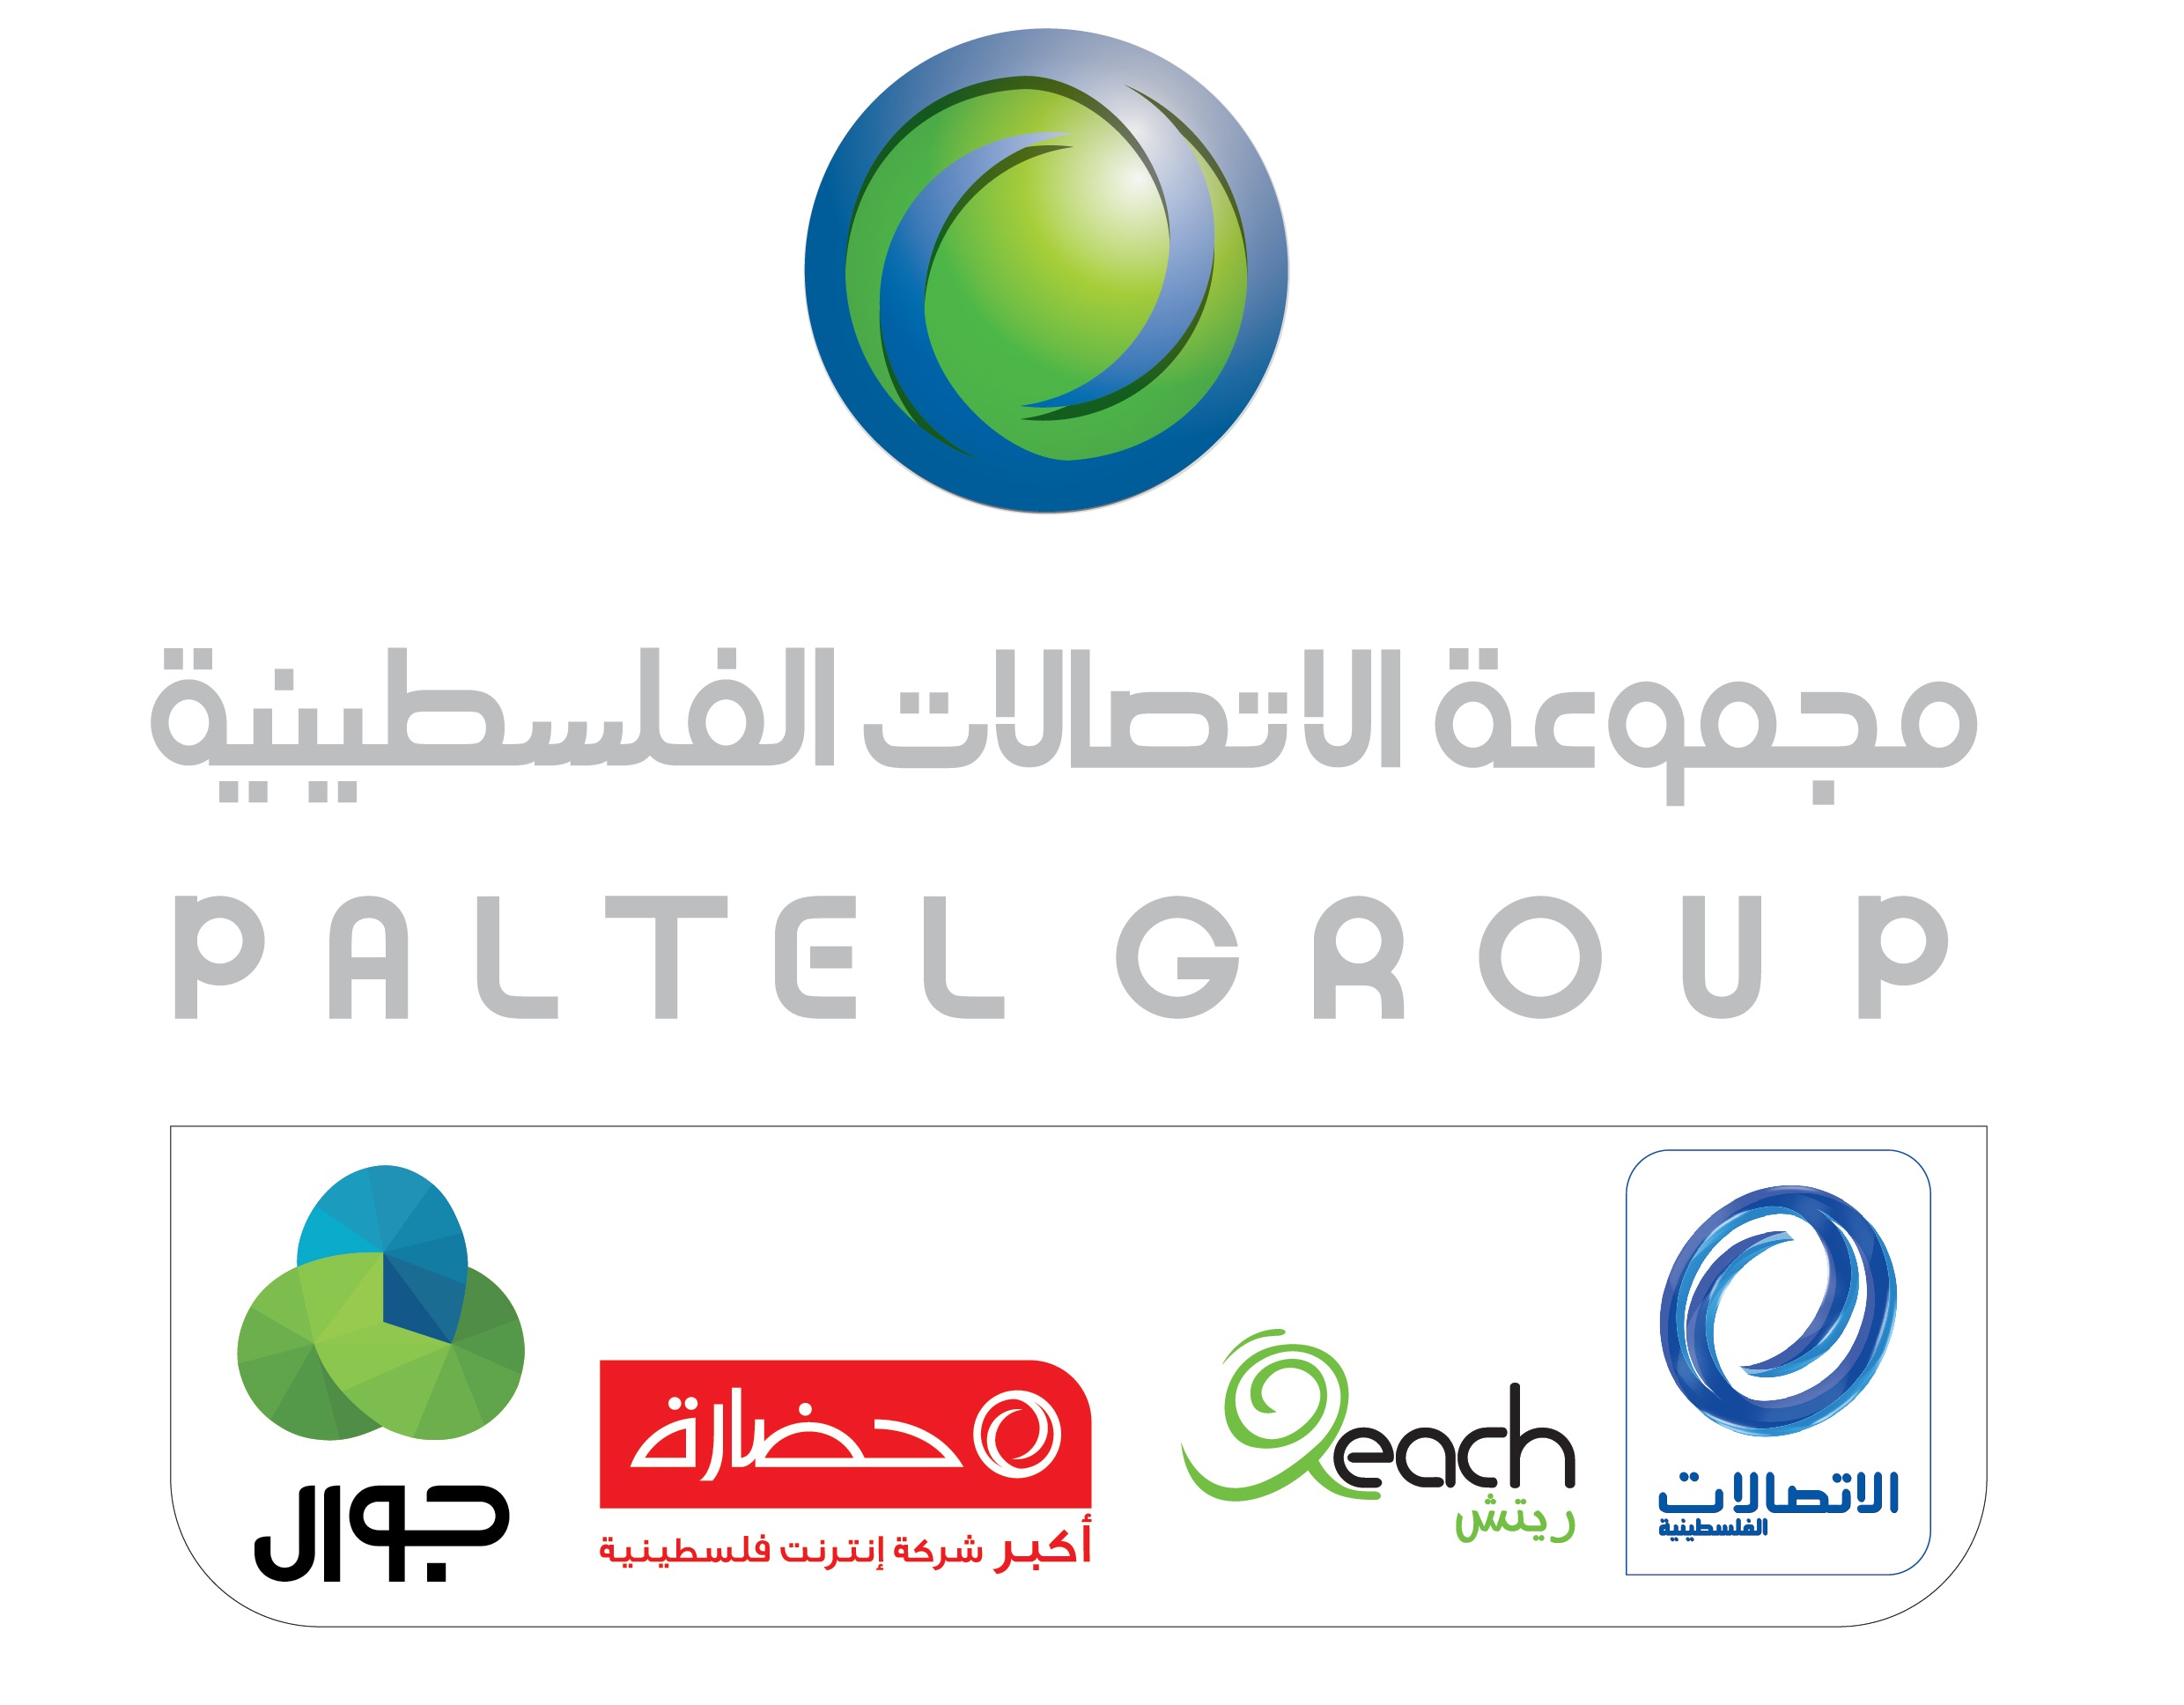 مجموعة الاتصالات الفلسطينية
PALTEL GROUP
الاتصالات
الفلسطينية
Reach
ريتش
حضارة
أكبر شركة إنترنت فلسطينية
جوال